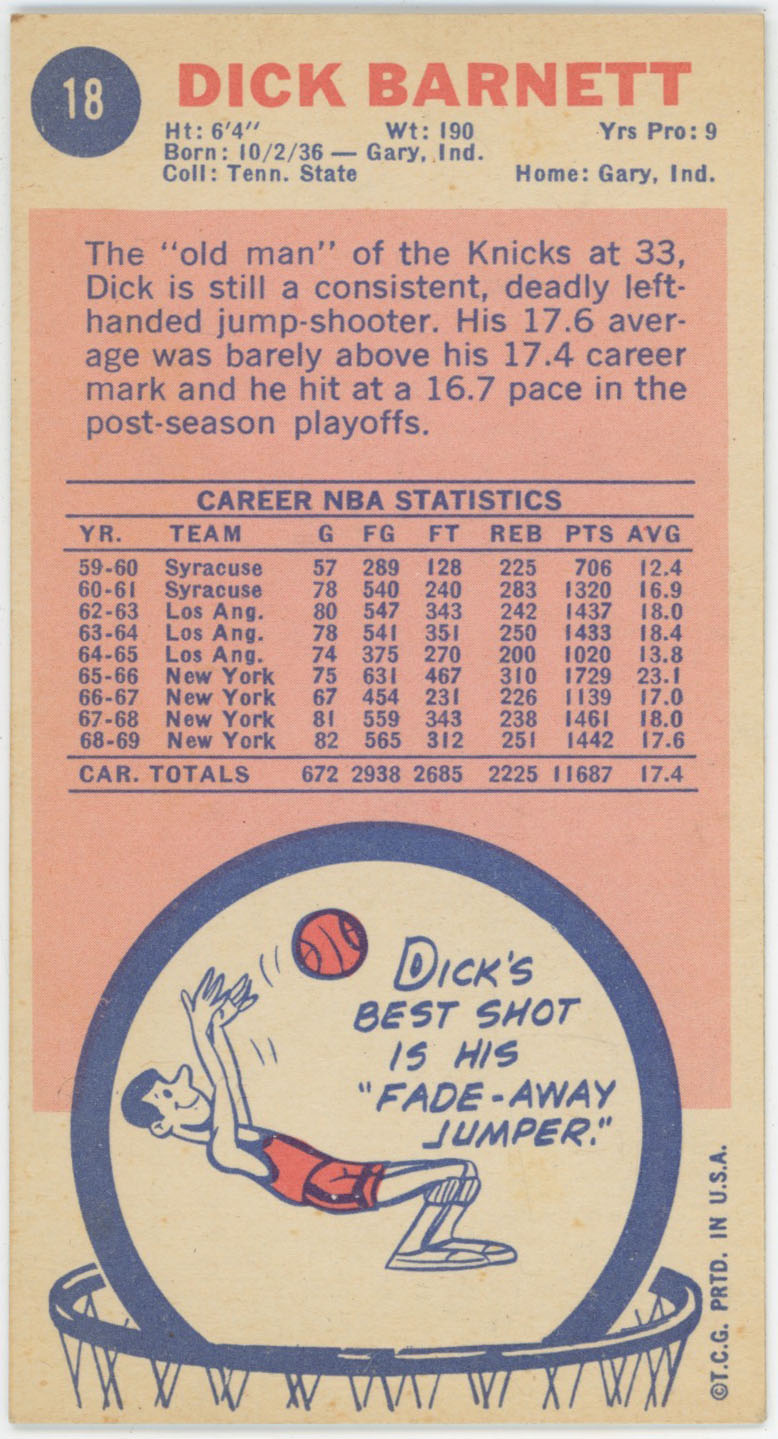 18
DICK BARNETT
Ht: 6'4" Wt: 190 Yrs Pro: 9
Born: 10/2/36 — Gary, Ind.
Coll: Tenn. State Home: Gary, Ind.
The "old man" of the Knicks at 33,
Dick is still a consistent, deadly left-
handed jump-shooter. His 17.6 aver-
age was barely above his 17.4 career
mark and he hit at a 16.7 pace in the
post-season playoffs.
CAREER NBA STATISTICS
YR. TEAM G FG FT REB PTS AVG
59-60 Syracuse 57 289 128 225 706 12.4
60-61 Syracuse 78 540 240 283 1320 16.9
62-63 Los Ang. 80 547 343 242 1437 18.0
63-64 Los Ang. 78 541 351 250 1433 18.4
64-65 Los Ang. 74 375 270 200 1020 13.8
65-66 New York 75 631 467 310 1729 23.1
66-67 New York 67 454 231 226 1139 17.0
67-68 New York 81 559 343 238 1461 18.0
68-69 New York 82 565 312 251 1442 17.6
CAR. TOTALS 672 2938 2685 2225 11687 17.4
DICK'S
BEST SHOT
IS HIS
"FADE-AWAY
JUMPER."
©T.C.G. PRTD. IN U.S.A.